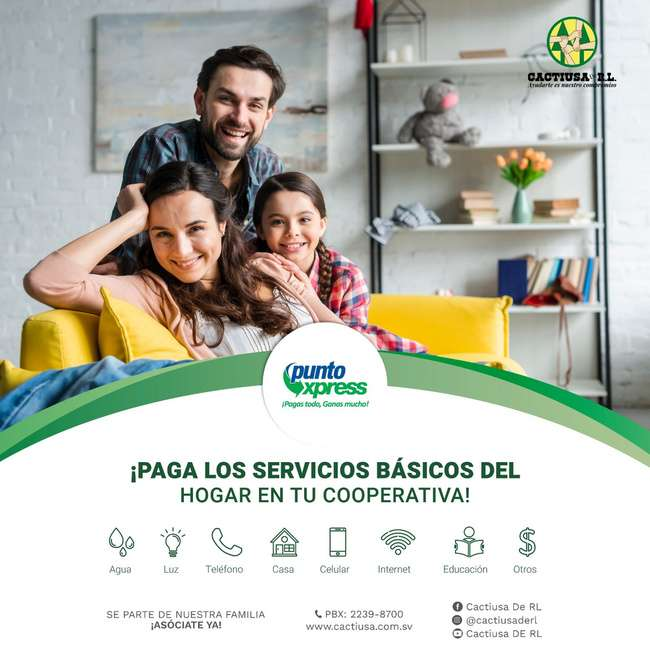 CACTIUSA DE R.L.
Ayudarte es nuestro compromiso
punto
xpress
¡Pagas todo, Ganas mucho!
¡PAGA LOS SERVICIOS BÁSICOS DEL
HOGAR EN TU COOPERATIVA!
Agua Luz Teléfono Casa Celular Internet Educación Otros
SE PARTE DE NUESTRA FAMILIA
¡ASÓCIATE YA!
PBX: 2239-8700
www.cactiusa.com.sv
Cactiusa De RL
@cactiusaderl
Cactiusa DE RL